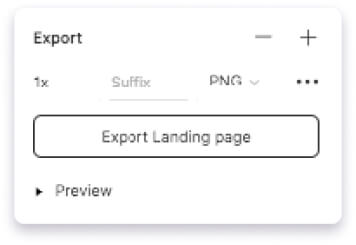 Export
1x Suffix PNG
Export Landing page
Preview